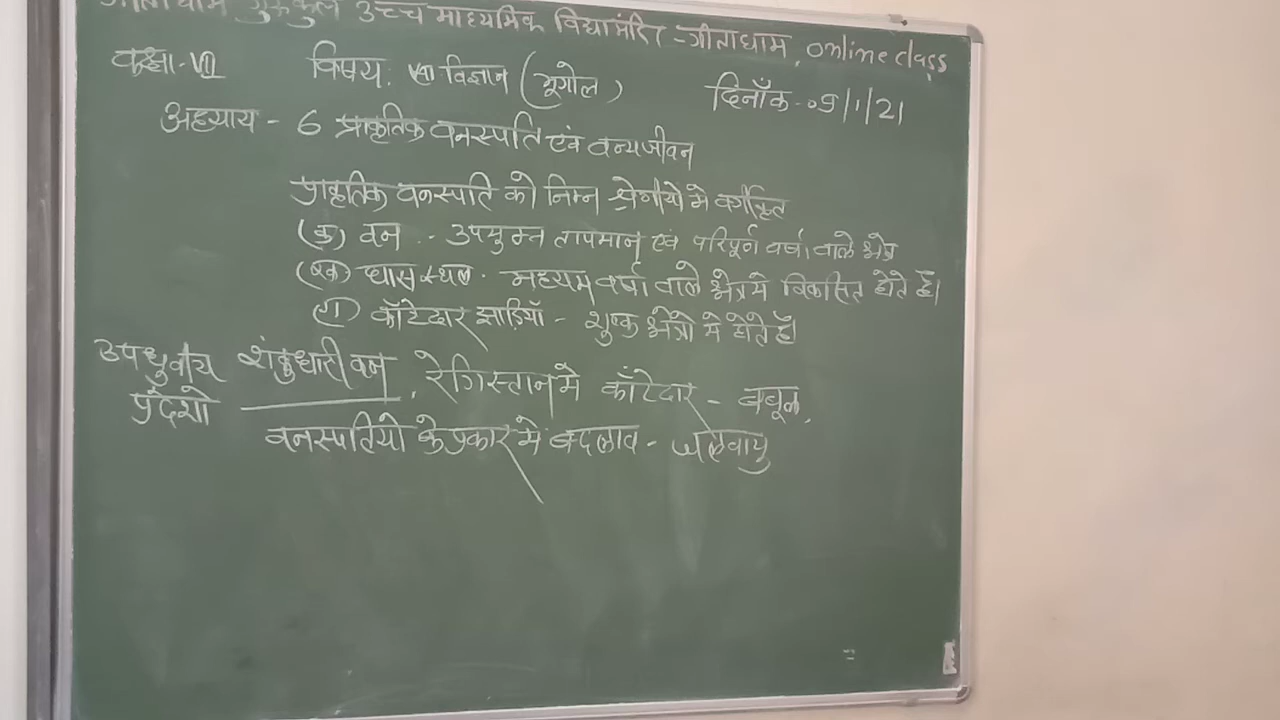 गुरुकुल उच्च माध्यमिक विद्यामंदिर - गीताधाम, online class
कक्षा - VII विषय. सा विज्ञान (भूगोल) दिनाँक - 09/1/21
अध्याय - 6 प्राकृतिक वनस्पति एवं वन्यजीवन
प्राकृतिक वनस्पति को निम्न श्रेणीयो मे वर्गीकृत
(क) वन .. उपयुक्त तापमान एवं परिपूर्ण वर्षा वाले क्षेत्र
(ख) घासस्थल . मध्यम वर्षा वाले क्षेत्र मे विकसित होते है।
(ग) काँटेदार झाड़ियाँ - शुष्क क्षेत्रो मे होते है।
उपध्रुवीय शंकुधारी वन , रेगिस्तान मे काँटेदार - बबूल,
प्रदेशो
वनस्पतियो के प्रकार मे बदलाव - जलवायु